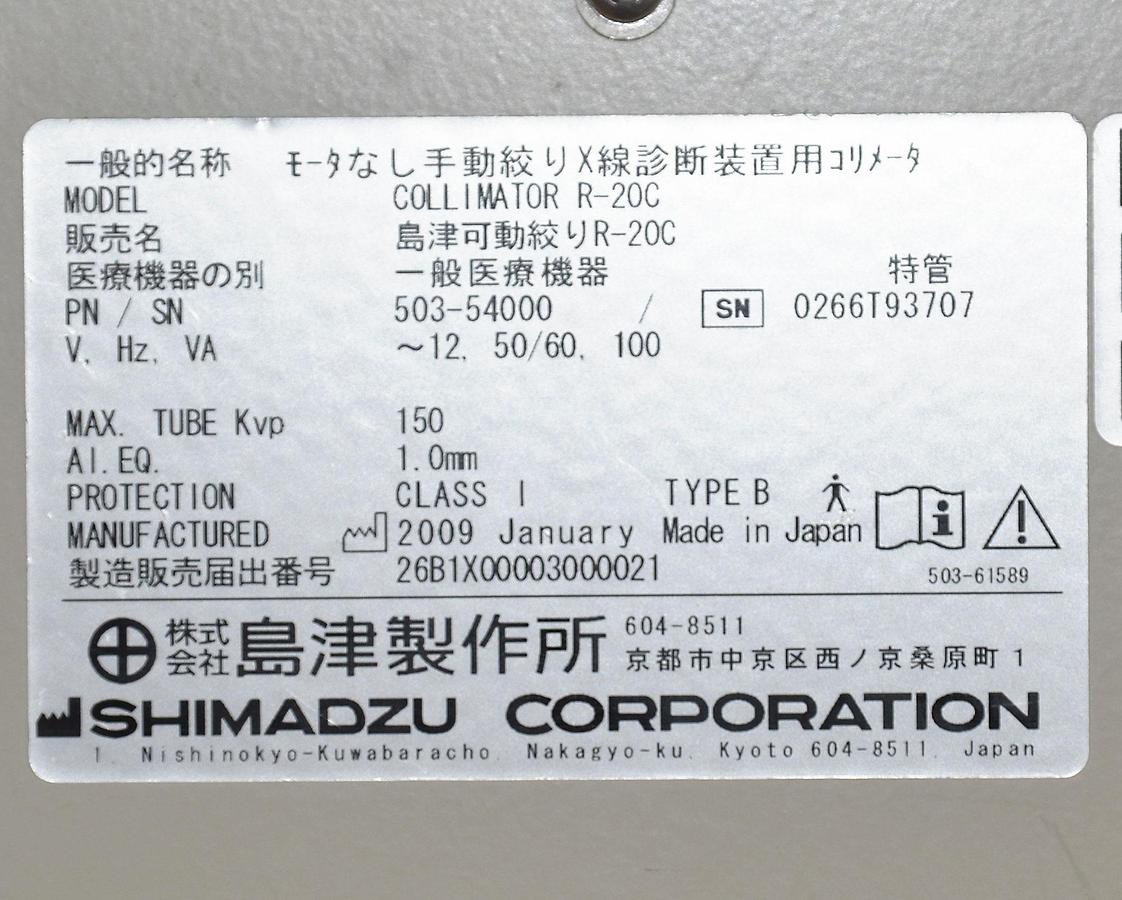 一般的名称 モータなし手動絞りX線診断装置用コリメータ
MODEL COLLIMATOR R-20C
販売名 島津可動絞りR-20C
医療機器の別 一般医療機器 特管
PN / SN 503-54000 / SN 0266T93707
V, Hz, VA ～12, 50/60, 100
MAX. TUBE Kvp 150
Al.EQ. 1.0mm
PROTECTION CLASS I TYPE B
MANUFACTURED 2009 January Made in Japan
製造販売届出番号 26B1X00003000021 503-61589
株式会社 島津製作所 604-8511
京都市中京区西ノ京桑原町1
SHIMADZU CORPORATION
1, Nishinokyo-Kuwabaracho, Nakagyo-ku, Kyoto 604-8511, Japan